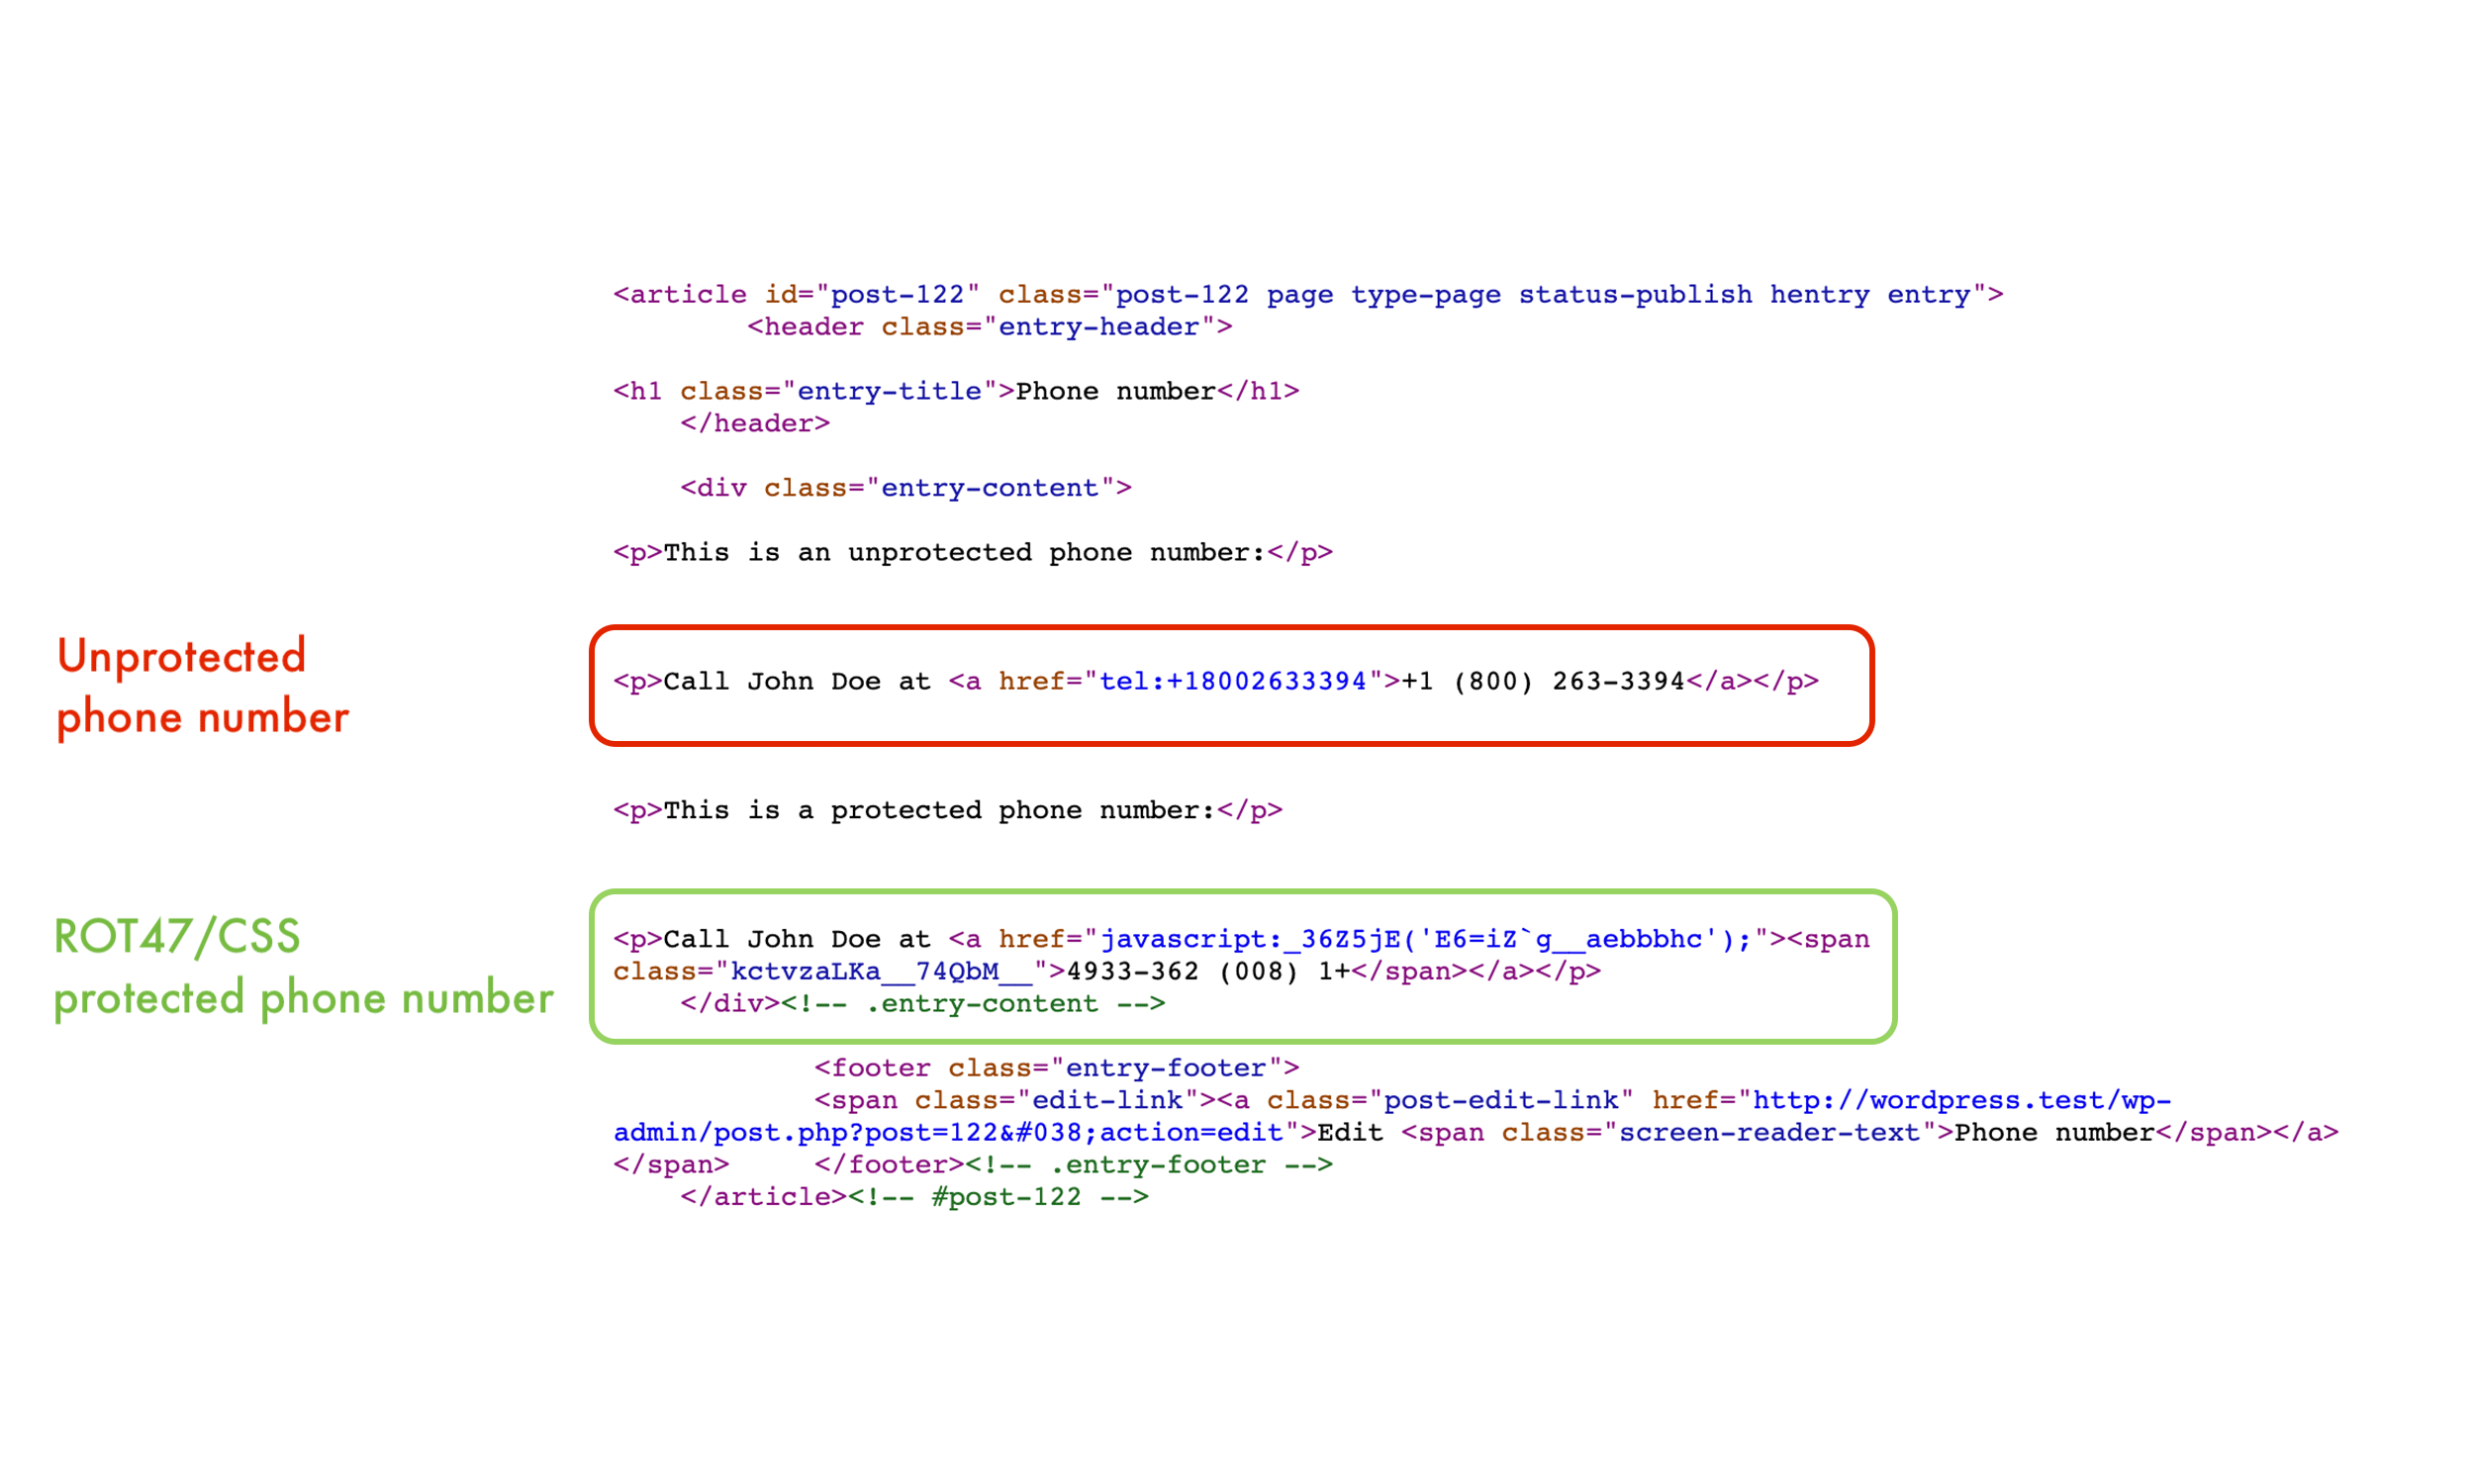 <article id="post-122" class="post-122 page type-page status-publish hentry entry">
<header class="entry-header">
<h1 class="entry-title">Phone number</h1>
</header>
<div class="entry-content">
<p>This is an unprotected phone number:</p>
Unprotected
phone number
<p>Call John Doe at <a href="tel:+18002633394">+1 (800) 263-3394</a></p>
<p>This is a protected phone number:</p>
ROT47/CSS
protected phone number
<p>Call John Doe at <a href="javascript:_36Z5jE('E6=iZ`g__aebbbhc');"><span
class="kctvzaLKa__74QbM__">4933-362 (008) 1+</span></a></p>
</div><!-- .entry-content -->
<footer class="entry-footer">
<span class="edit-link"><a class="post-edit-link" href="http://wordpress.test/wp-
admin/post.php?post=122&#038;action=edit">Edit <span class="screen-reader-text">Phone number</span></a>
</span>      </footer><!-- .entry-footer -->
</article><!-- #post-122 -->